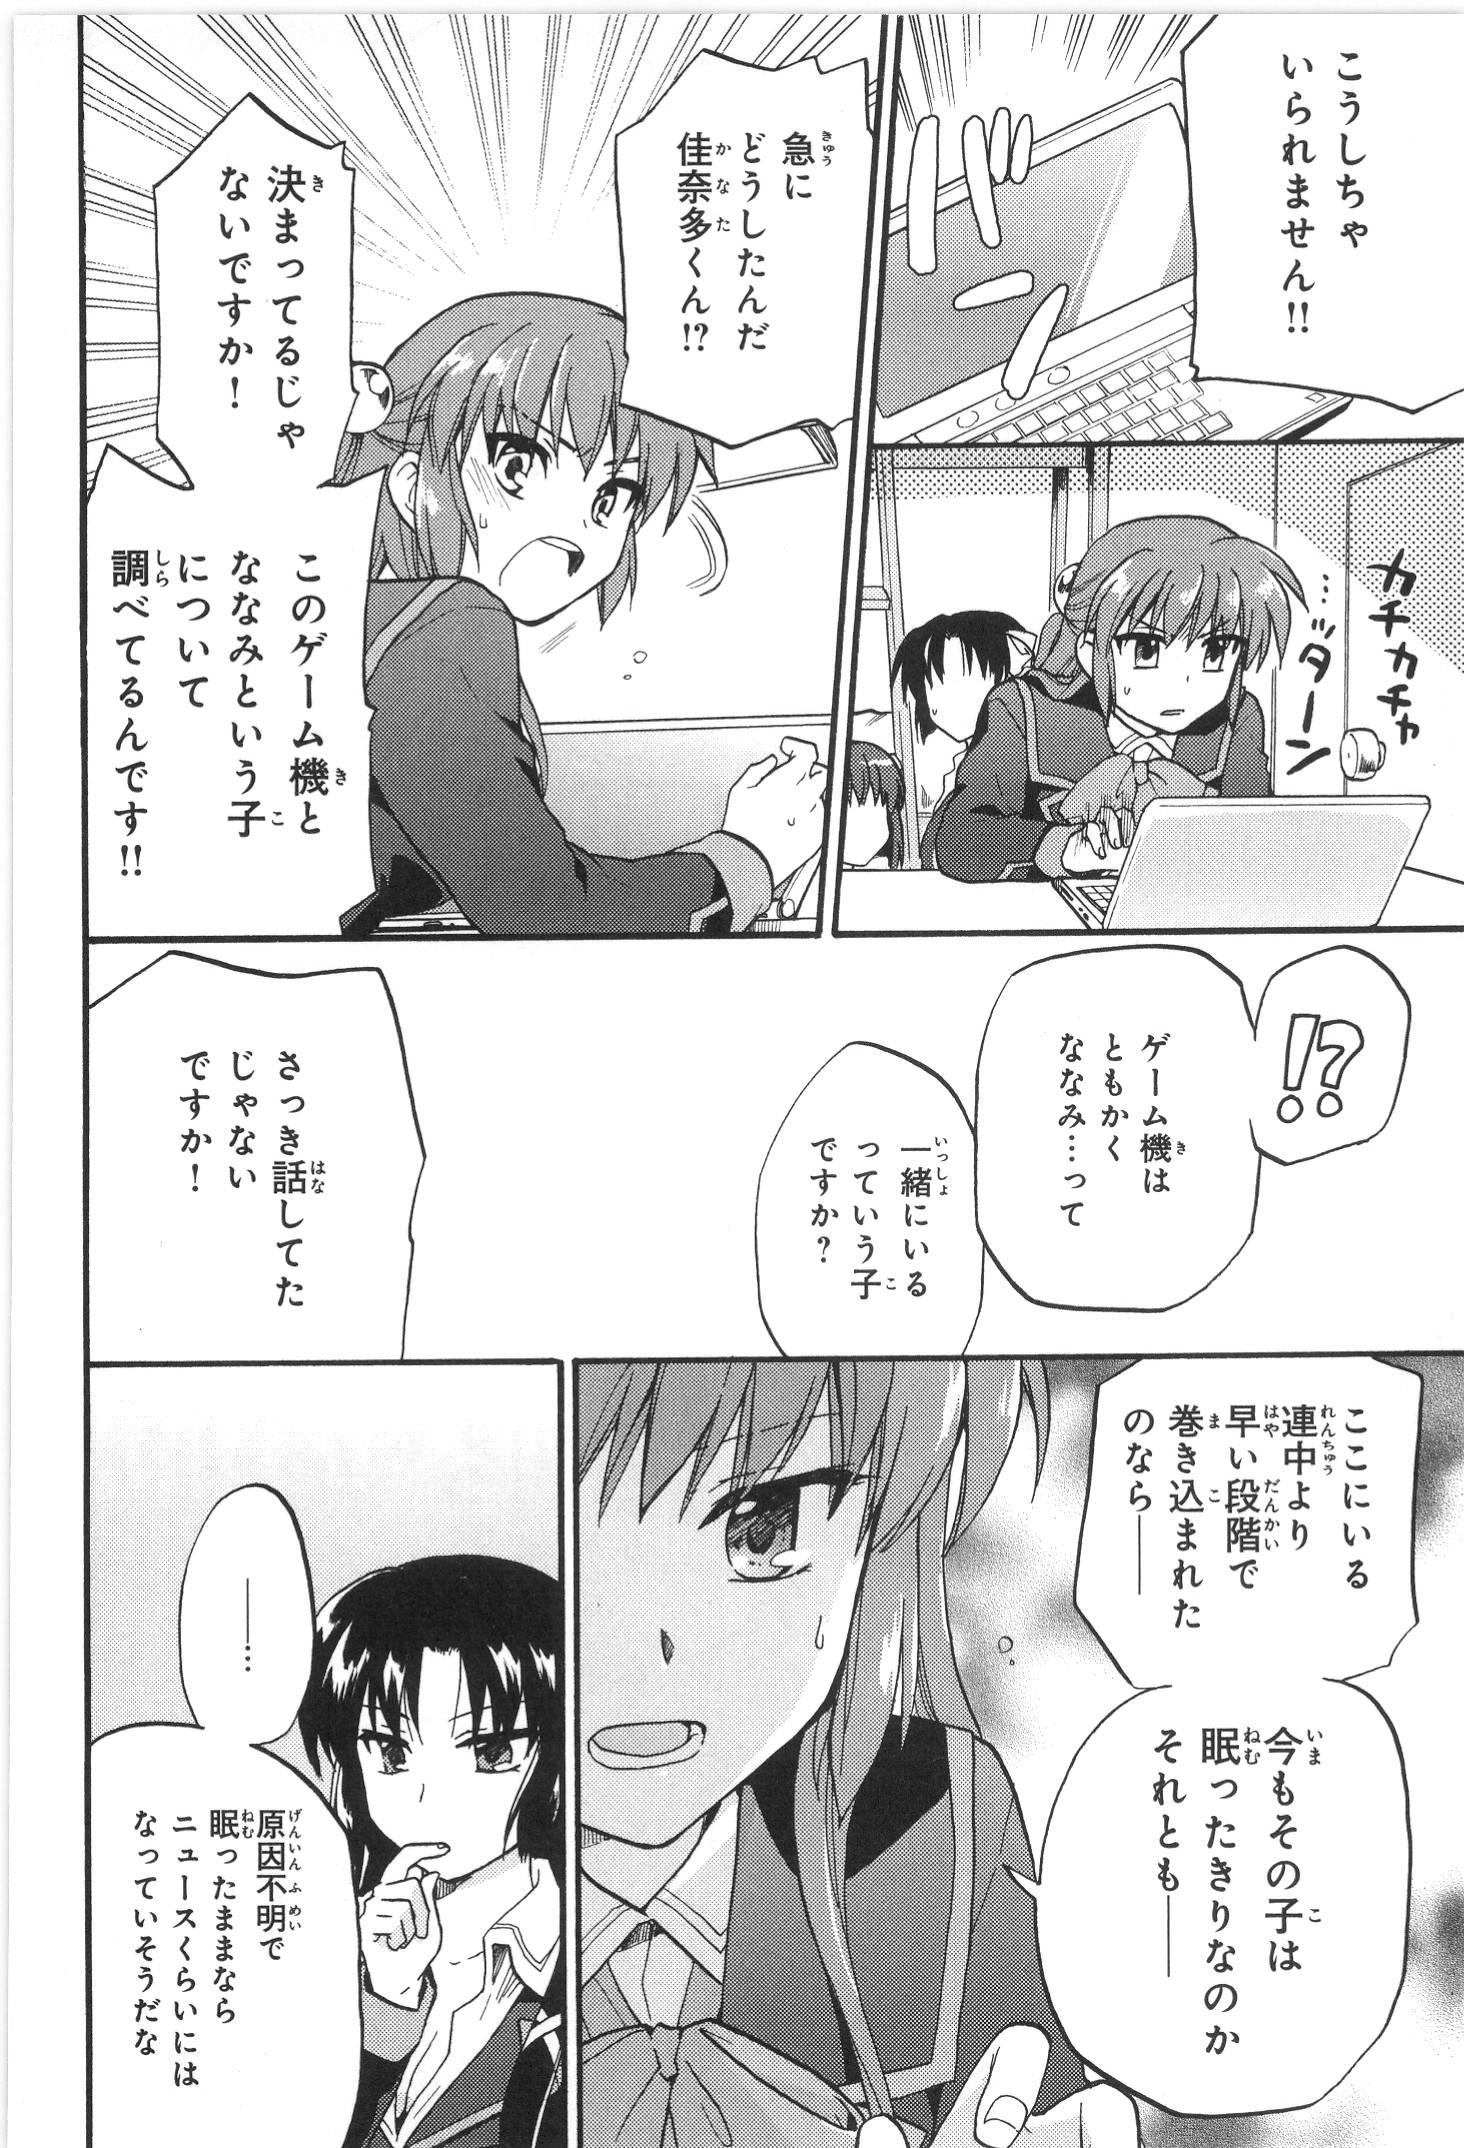 こうしちゃ
いられません!!
カチカチャ
…ッターン
急に
どうしたんだ
佳奈多くん!?
決まってるじゃ
ないですか!
このゲーム機と
ななみという子
について
調べてるんです!!
!?
ゲーム機は
ともかく
ななみ…って
一緒にいる
っていう子
ですか?
さっき話してた
じゃない
ですか!
ここにいる
連中より
早い段階で
巻き込まれた
のなら――
今もその子は
眠ったきりなのか
それとも――
――…
原因不明で
眠ったままなら
ニュースくらいには
なっていそうだな